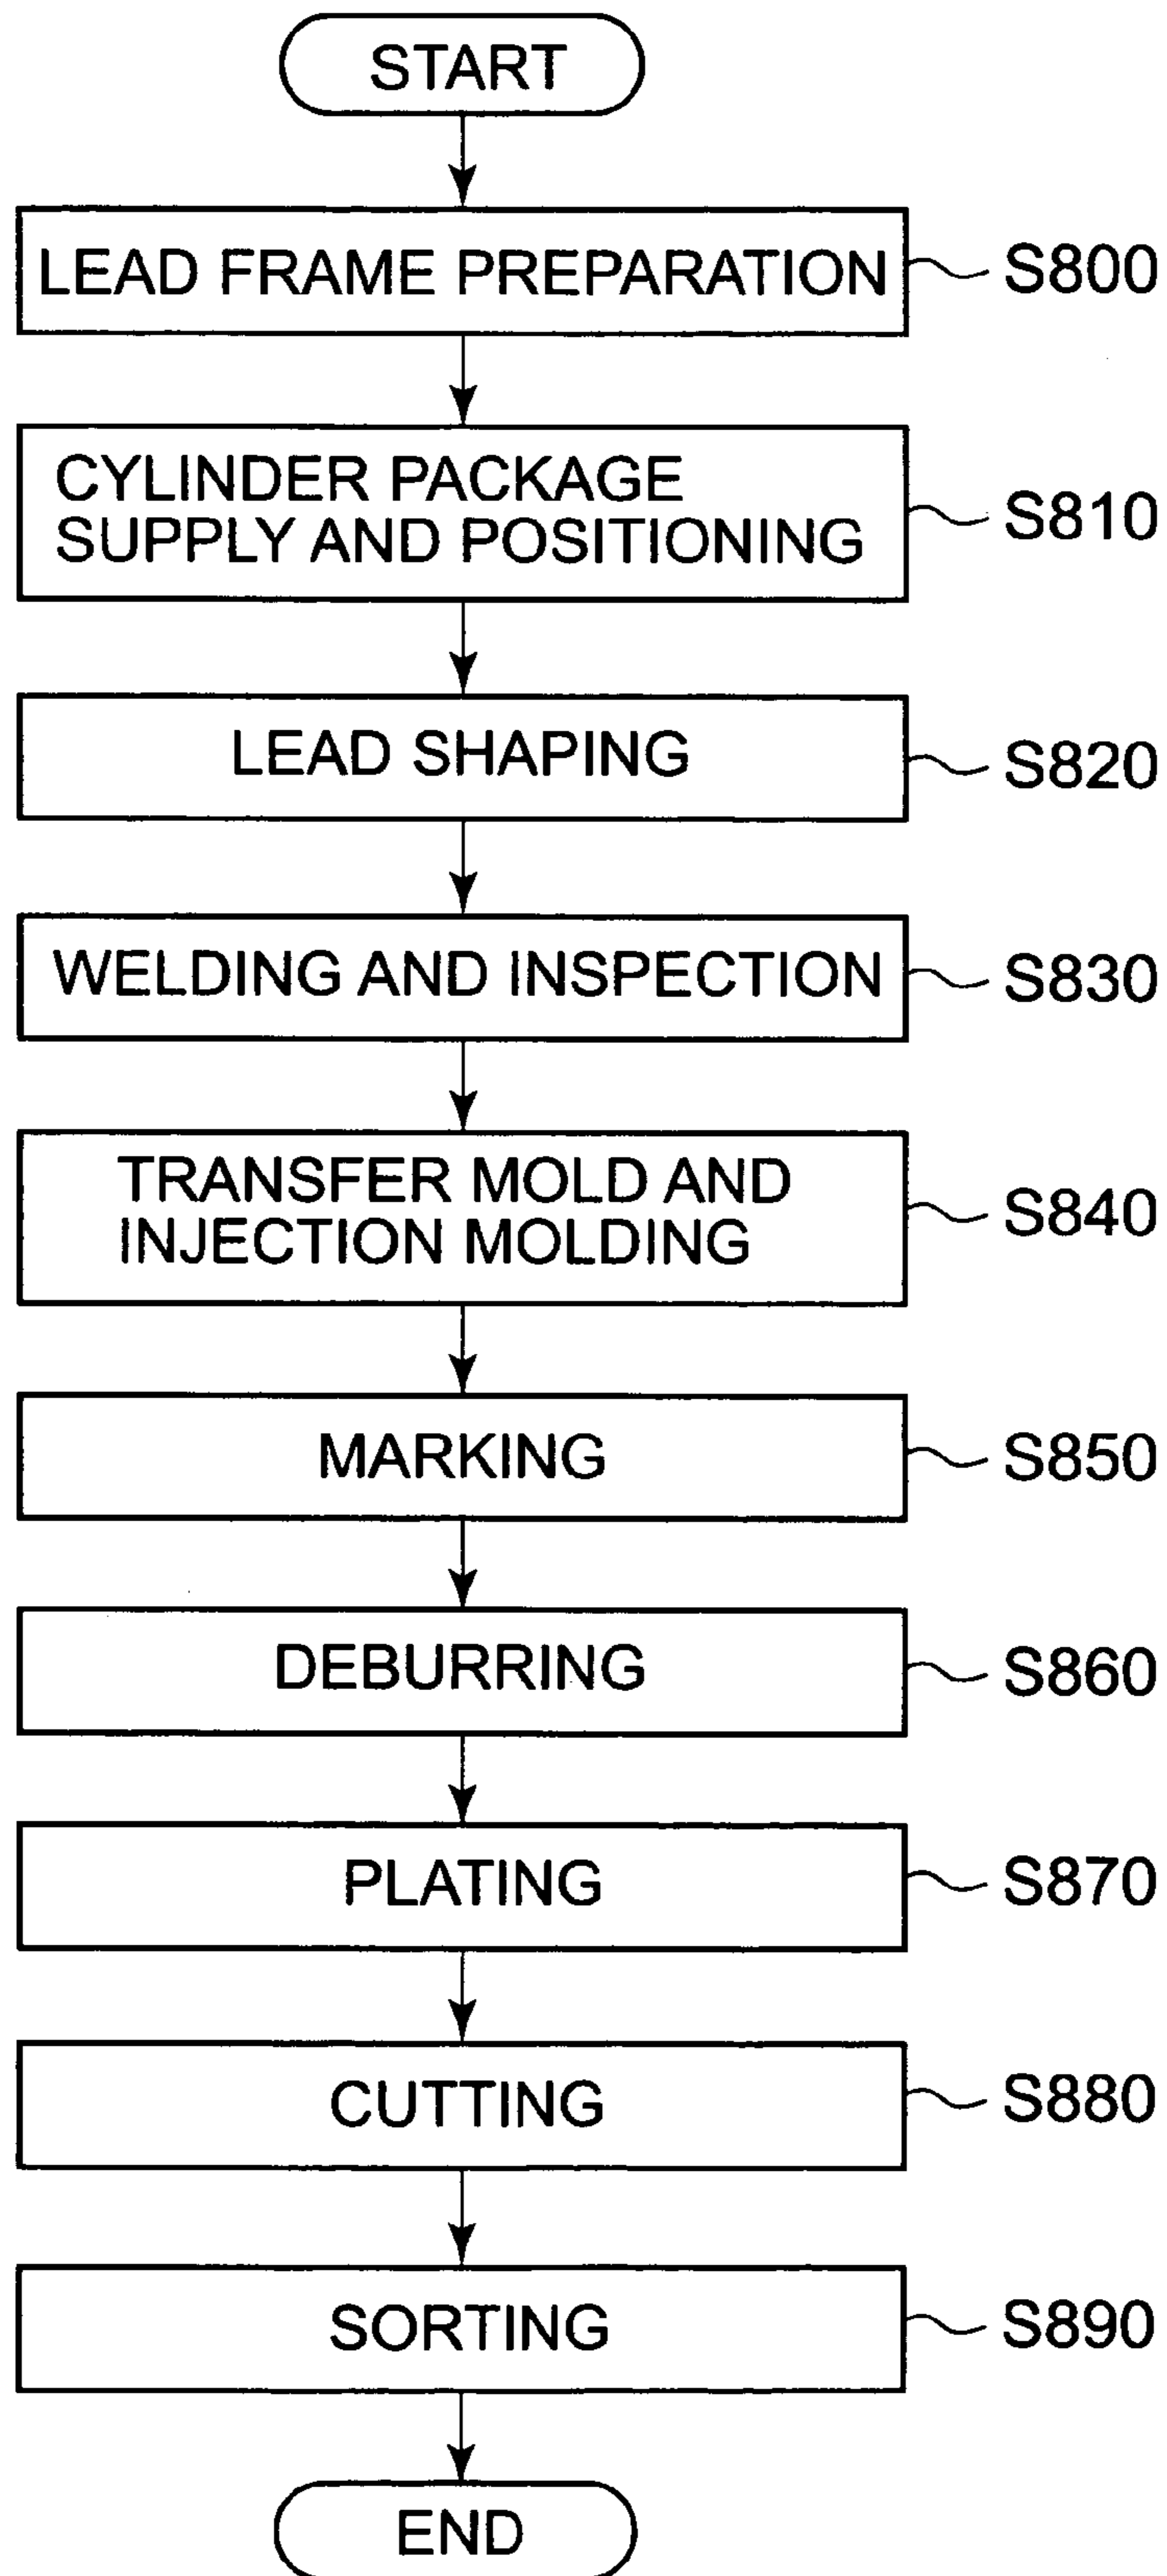 START
LEAD FRAME PREPARATION
S800
CYLINDER PACKAGE
SUPPLY AND POSITIONING
S810
LEAD SHAPING
S820
WELDING AND INSPECTION
S830
TRANSFER MOLD AND
INJECTION MOLDING
S840
MARKING
S850
DEBURRING
S860
PLATING
S870
CUTTING
S880
SORTING
S890
END